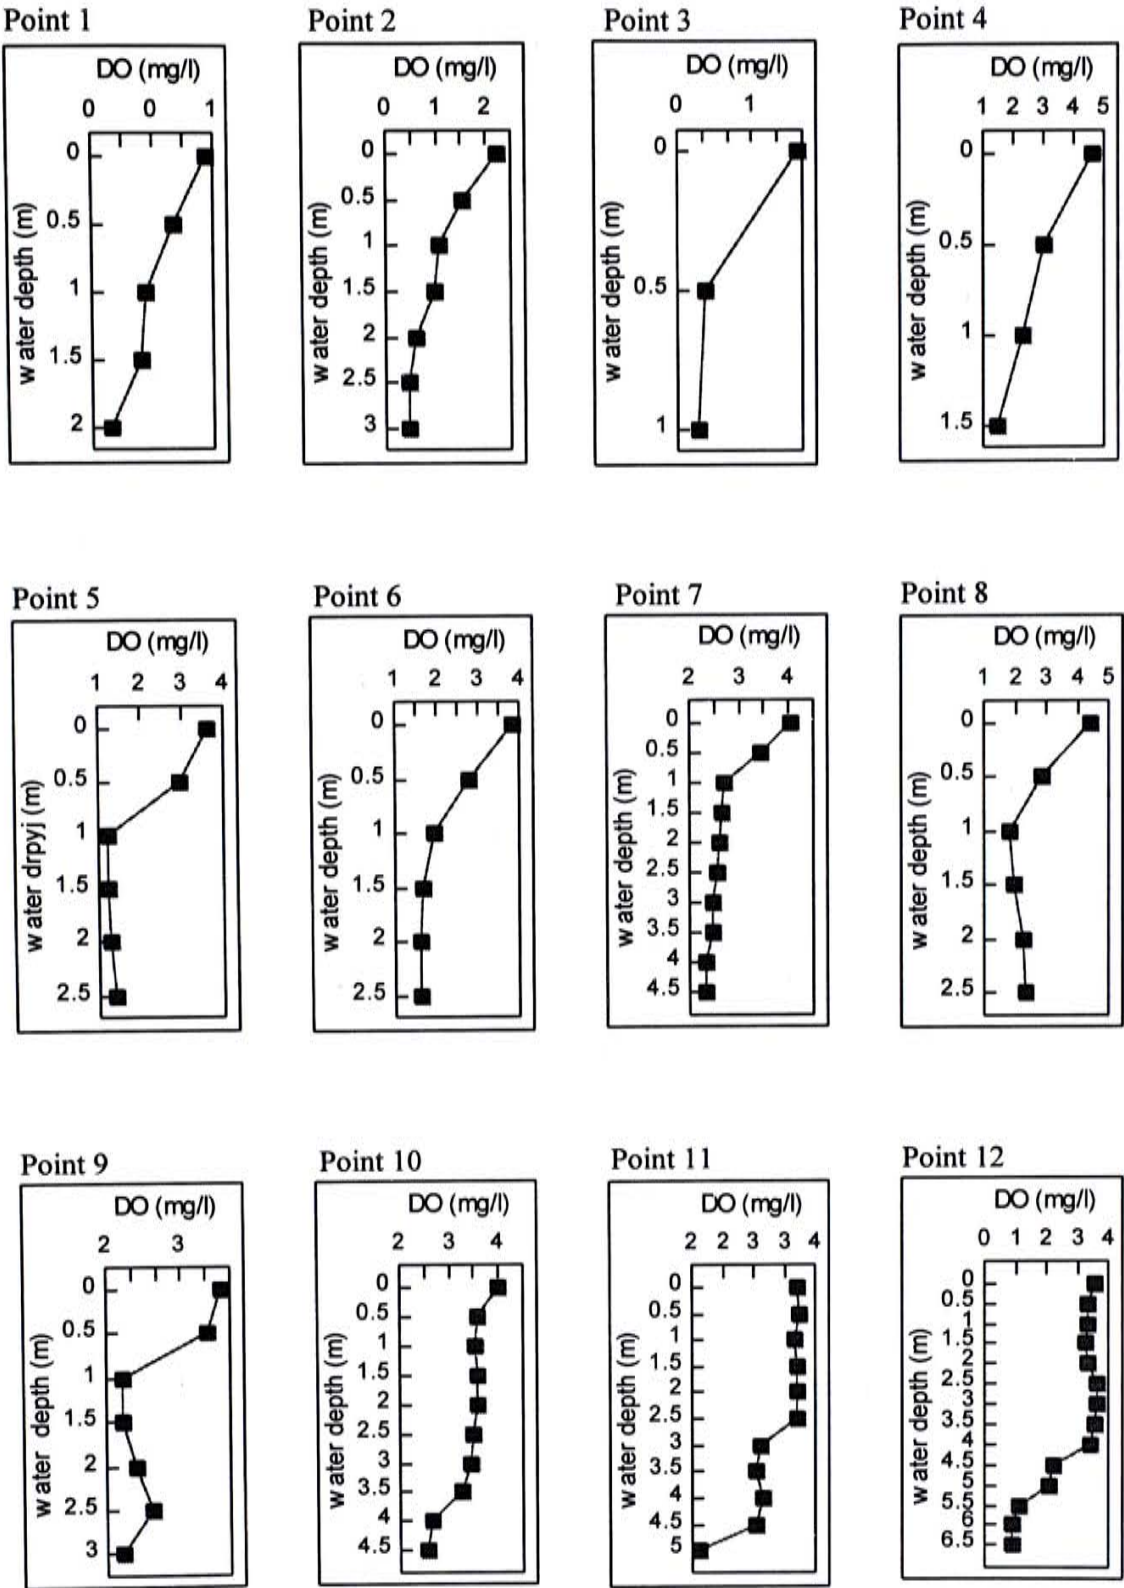 Point 1
DO (mg/l)
0 0 1
water depth (m)
0
0.5
1
1.5
2
Point 2
DO (mg/l)
0 1 2
water depth (m)
0
0.5
1
1.5
2
2.5
3
Point 3
DO (mg/l)
0 1
water depth (m)
0
0.5
1
Point 4
DO (mg/l)
1 2 3 4 5
water depth (m)
0
0.5
1
1.5
Point 5
DO (mg/l)
1 2 3 4
water drpyj (m)
0
0.5
1
1.5
2
2.5
Point 6
DO (mg/l)
1 2 3 4
water depth (m)
0
0.5
1
1.5
2
2.5
Point 7
DO (mg/l)
2 3 4
water depth (m)
0
0.5
1
1.5
2
2.5
3
3.5
4
4.5
Point 8
DO (mg/l)
1 2 3 4 5
water depth (m)
0
0.5
1
1.5
2
2.5
Point 9
DO (mg/l)
2 3
water depth (m)
0
0.5
1
1.5
2
2.5
3
Point 10
DO (mg/l)
2 3 4
water depth (m)
0
0.5
1
1.5
2
2.5
3
3.5
4
4.5
Point 11
DO (mg/l)
2 2 3 3 4
water depth (m)
0
0.5
1
1.5
2
2.5
3
3.5
4
4.5
5
Point 12
DO (mg/l)
0 1 2 3 4
water depth (m)
0
0.5
1
1.5
2
2.5
3
3.5
4
4.5
5
5.5
6
6.5